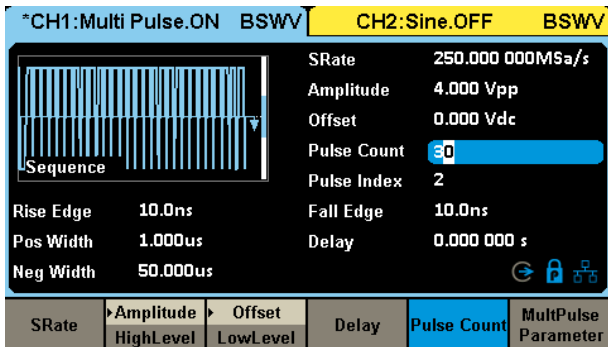 *CH1:Multi Pulse.ON BSWV CH2:Sine.OFF BSWV
SRate 250.000 000MSa/s
Amplitude 4.000 Vpp
Offset 0.000 Vdc
Pulse Count 30
Sequence
Pulse Index 2
Rise Edge 10.0ns Fall Edge 10.0ns
Pos Width 1.000us Delay 0.000 000 s
Neg Width 50.000us
P
SRate Amplitude HighLevel Offset LowLevel Delay Pulse Count MultPulse Parameter